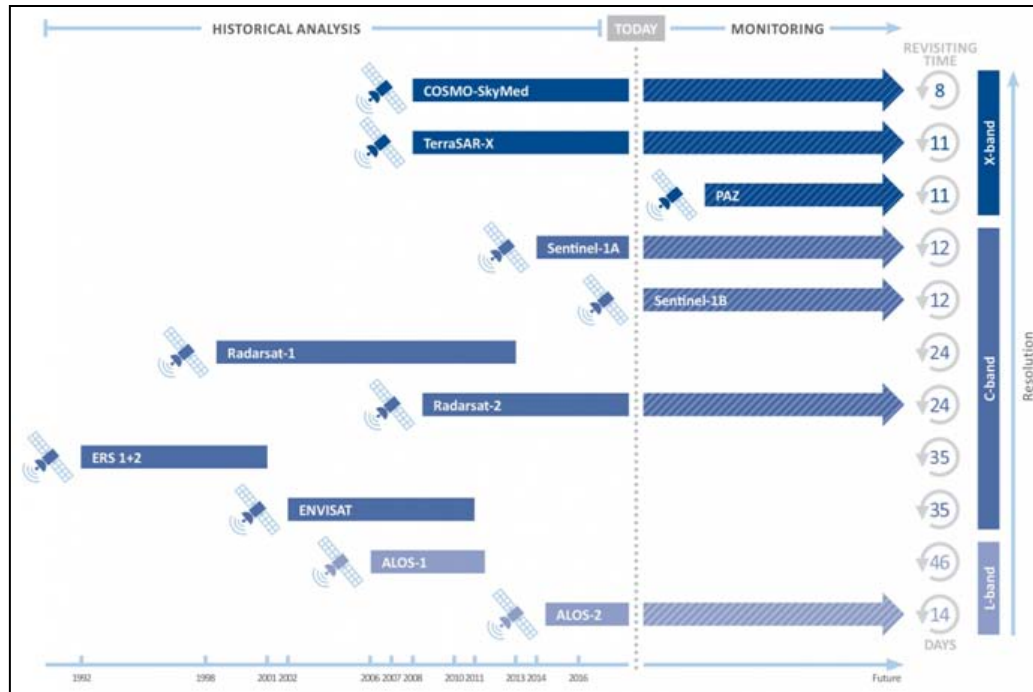 HISTORICAL ANALYSIS TODAY MONITORING
REVISITING
TIME
COSMO-SkyMed 8
TerraSAR-X 11
X-band
PAZ 11
Sentinel-1A 12
Sentinel-1B 12
Radarsat-1 24
C-band
Resolution
Radarsat-2 24
ERS 1+2 35
ENVISAT 35
ALOS-1 46
L-band
ALOS-2 14
DAYS
1992 1998 2001 2002 2006 2007 2008 2010 2011 2013 2014 2016 Future